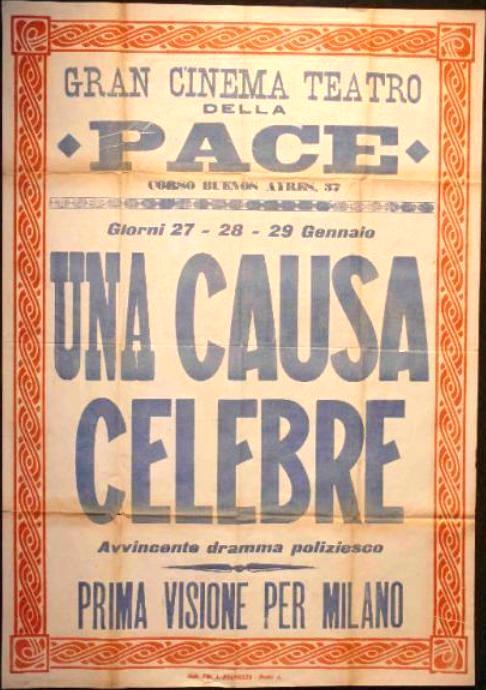 GRAN CINEMA TEATRO
DELLA
PACE
CORSO BUENOS AYRES, 37
Giorni 27 - 28 - 29 Gennaio
UNA CAUSA
CELEBRE
Avvincente dramma poliziesco
PRIMA VISIONE PER MILANO